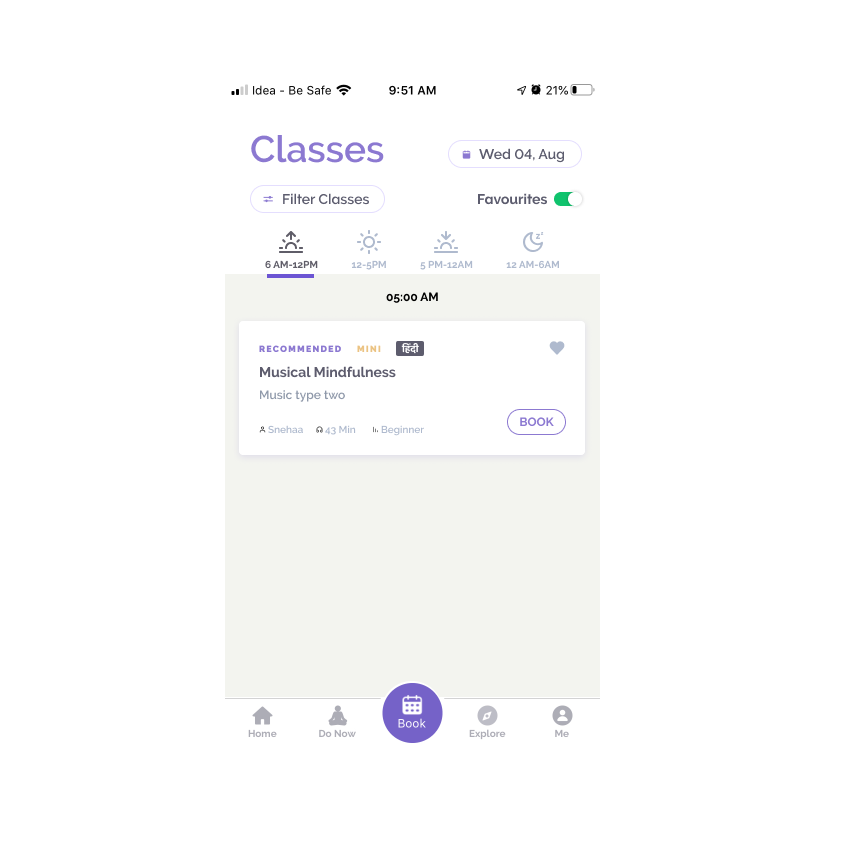 Idea - Be Safe 9:51 AM 21%
Classes
Wed 04, Aug
Filter Classes
Favourites
6 AM-12PM 12-5PM 5 PM-12AM 12 AM-6AM
05:00 AM
RECOMMENDED MINI हिंदी
Musical Mindfulness
Music type two
Snehaa 43 Min Beginner
BOOK
Home Do Now Book Explore Me